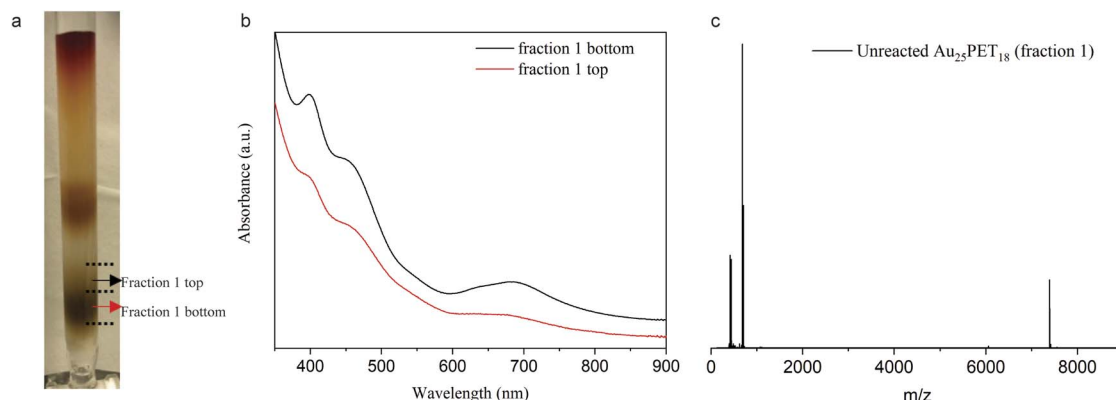 a
Fraction 1 top
Fraction 1 bottom
b
fraction 1 bottom
fraction 1 top
Absorbance (a.u.)
400 500 600 700 800 900
Wavelength (nm)
c
Unreacted Au₂₅PET₁₈ (fraction 1)
0 2000 4000 6000 8000
m/z